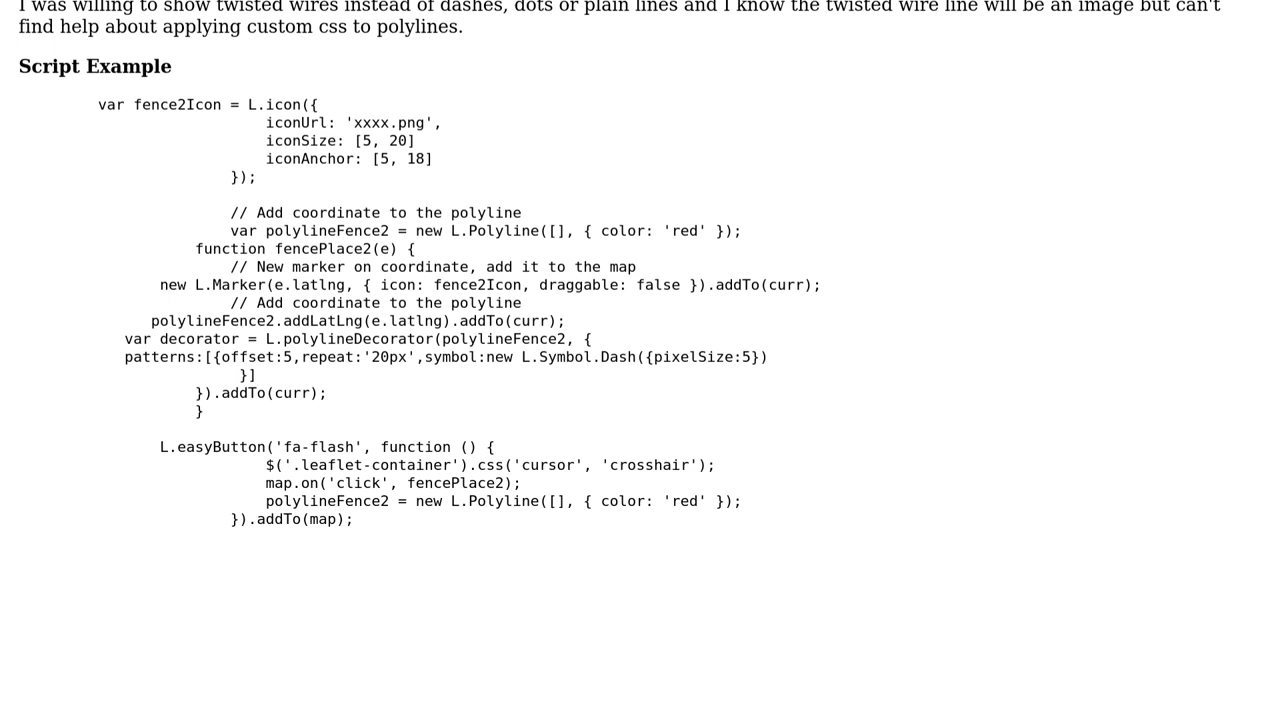 I was willing to show twisted wires instead of dashes, dots or plain lines and I know the twisted wire line will be an image but can't
find help about applying custom css to polylines.
Script Example
var fence2Icon = L.icon({
iconUrl: 'xxxx.png',
iconSize: [5, 20]
iconAnchor: [5, 18]
});
// Add coordinate to the polyline
var polylineFence2 = new L.Polyline([], { color: 'red' });
function fencePlace2(e) {
// New marker on coordinate, add it to the map
new L.Marker(e.latlng, { icon: fence2Icon, draggable: false }).addTo(curr);
// Add coordinate to the polyline
polylineFence2.addLatLng(e.latlng).addTo(curr);
var decorator = L.polylineDecorator(polylineFence2, {
patterns:[{offset:5,repeat:'20px',symbol:new L.Symbol.Dash({pixelSize:5})
}]
}).addTo(curr);
}
L.easyButton('fa-flash', function () {
$('.leaflet-container').css('cursor', 'crosshair');
map.on('click', fencePlace2);
polylineFence2 = new L.Polyline([], { color: 'red' });
}).addTo(map);